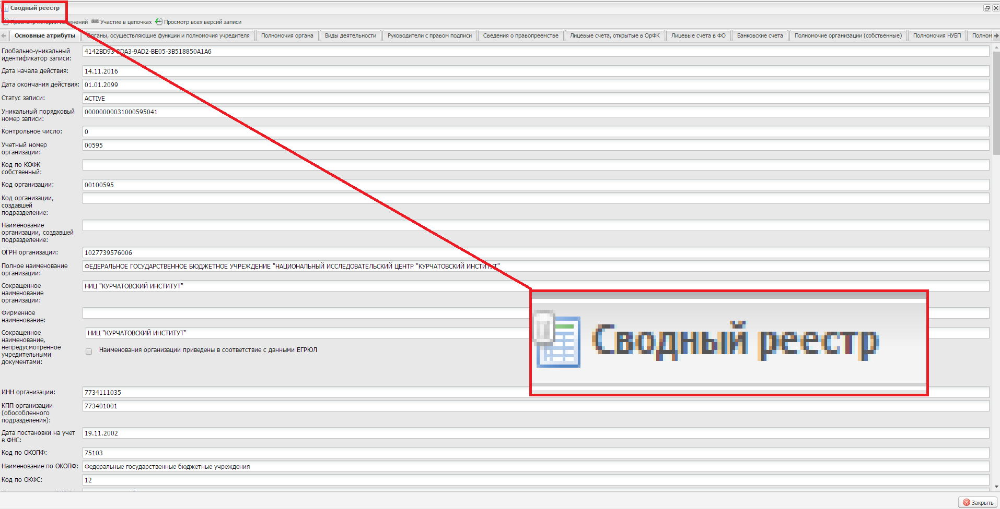 Сводный реестр
Просмотр истории изменений Участие в цепочках Просмотр всех версий записи
Основные атрибуты Органы, осуществляющие функции и полномочия учредителя Полномочия органа Виды деятельности Руководители с правом подписи Сведения о правопреемстве Лицевые счета, открытые в ОрФК Лицевые счета в ФО Банковские счета Полномочие организации (собственные) Полномочия НУБП Полном
Глобально-уникальный
идентификатор записи:
4142BD93-3DA3-9AD2-BE05-3B518850A1A6
Дата начала действия: 14.11.2016
Дата окончания действия: 01.01.2099
Статус записи: ACTIVE
Уникальный порядковый
номер записи:
00000000031000595041
Контрольное число: 0
Учетный номер
организации:
00595
Код по КОФК
собственный:
Код организации: 00100595
Код организации,
создавшей
подразделение:
Наименование
организации, создавшей
подразделение:
ОГРН организации: 1027739576006
Полное наименование
организации:
ФЕДЕРАЛЬНОЕ ГОСУДАРСТВЕННОЕ БЮДЖЕТНОЕ УЧРЕЖДЕНИЕ "НАЦИОНАЛЬНЫЙ ИССЛЕДОВАТЕЛЬСКИЙ ЦЕНТР "КУРЧАТОВСКИЙ ИНСТИТУТ"
Сокращенное
наименование
организации:
НИЦ "КУРЧАТОВСКИЙ ИНСТИТУТ"
Фирменное
наименование:
Сокращенное
наименование,
непредусмотренное
учредительными
документами:
НИЦ "КУРЧАТОВСКИЙ ИНСТИТУТ"
Наименования организации приведены в соответствие с данными ЕГРЮЛ
Сводный реестр
ИНН организации: 7734111035
КПП организации
(обособленного
подразделения):
773401001
Дата постановки на учет
в ФНС:
19.11.2002
Код по ОКОПФ: 75103
Наименование по ОКОПФ: Федеральные государственные бюджетные учреждения
Код по ОКФС: 12
Закрыть